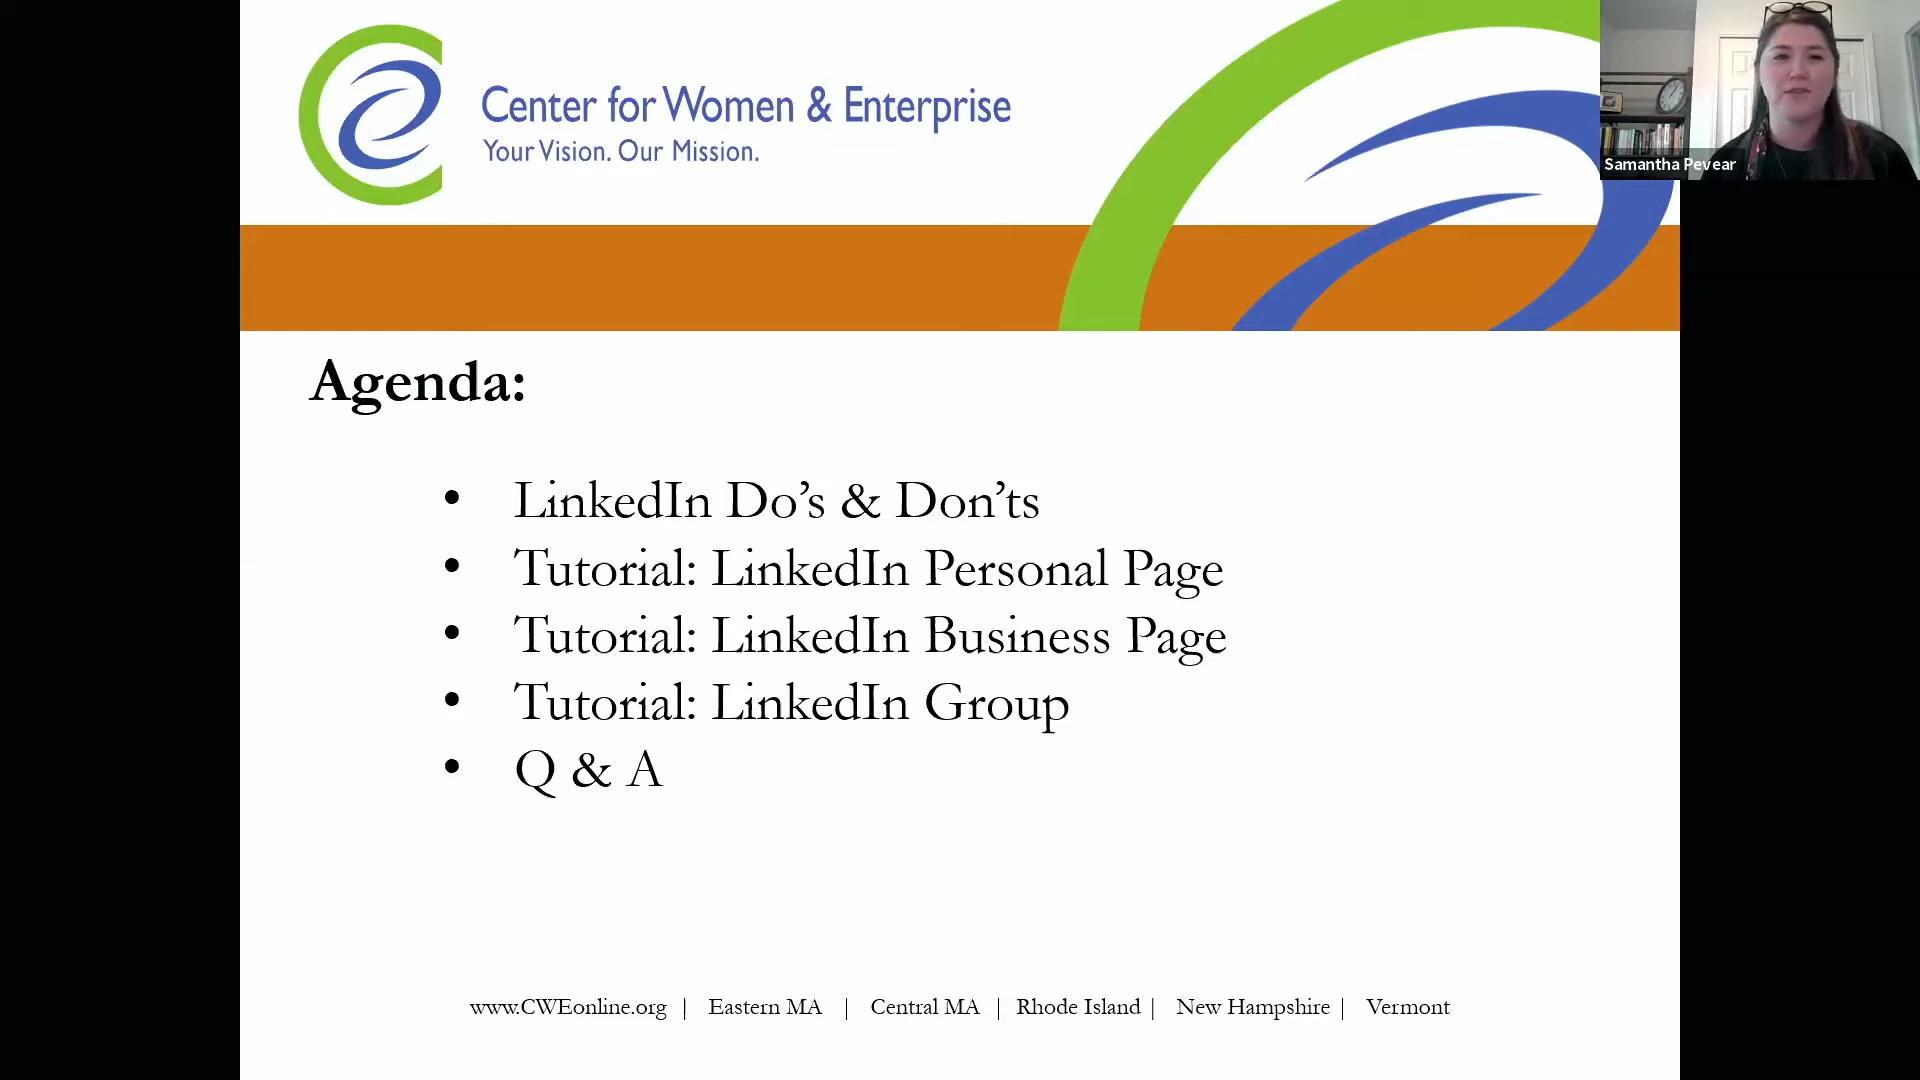 Center for Women & Enterprise
Your Vision. Our Mission.
Samantha Pevear
Agenda:
• LinkedIn Do’s & Don’ts
• Tutorial: LinkedIn Personal Page
• Tutorial: LinkedIn Business Page
• Tutorial: LinkedIn Group
• Q & A
www.CWEonline.org | Eastern MA | Central MA | Rhode Island | New Hampshire | Vermont